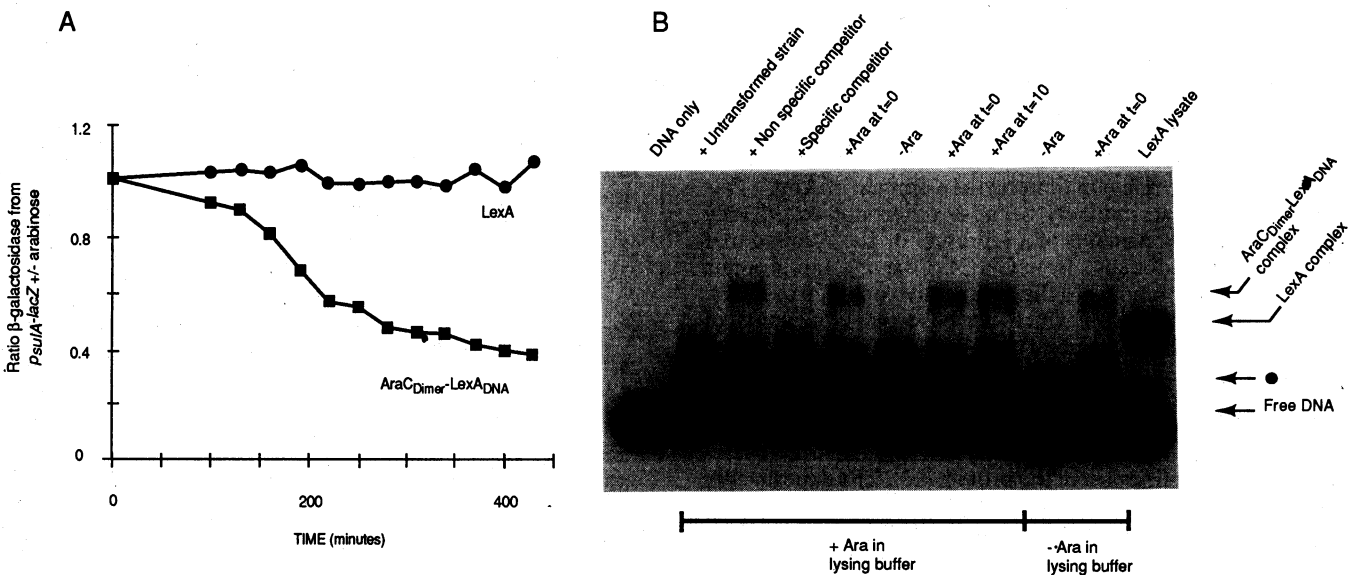 A
Ratio β-galactosidase from
PsulA-lacZ +/- arabinose
1.2
0.8
0.4
0
0
200
400
TIME (minutes)
LexA
AraCDimer-LexADNA
B
DNA only
+ Untransformed strain
+ Non specific competitor
+Specific competitor
+Ara at t=0
-Ara
+Ara at t=0
+Ara at t=10
-Ara
+Ara at t=0
LexA lysate
AraCDimer-LexADNA
complex
LexA complex
Free DNA
+ Ara in
lysing buffer
- Ara in
lysing buffer